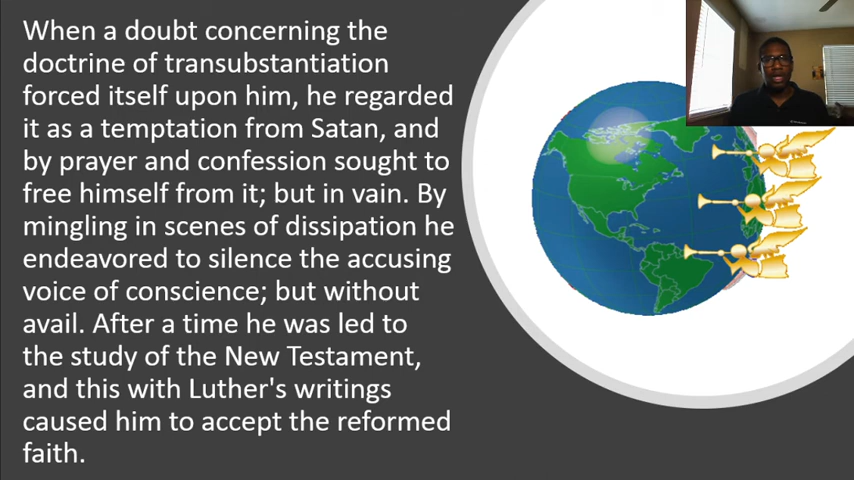 When a doubt concerning the
doctrine of transubstantiation
forced itself upon him, he regarded
it as a temptation from Satan, and
by prayer and confession sought to
free himself from it; but in vain. By
mingling in scenes of dissipation he
endeavored to silence the accusing
voice of conscience; but without
avail. After a time he was led to
the study of the New Testament,
and this with Luther's writings
caused him to accept the reformed
faith.